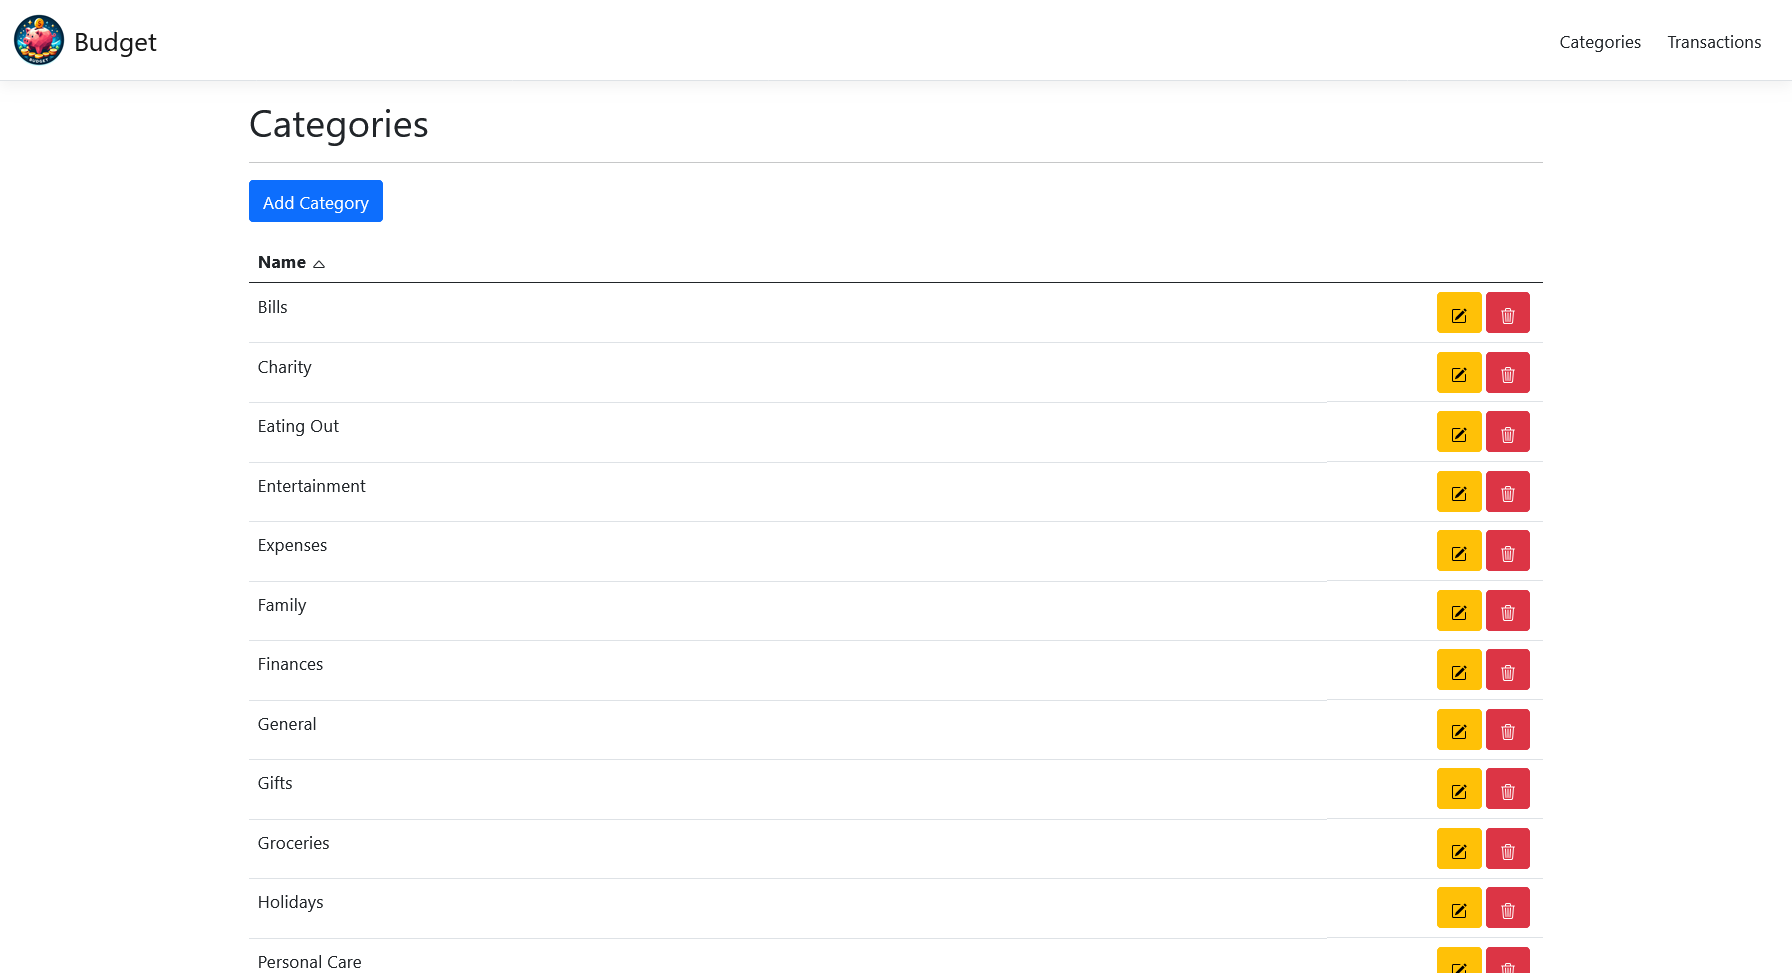 BUDGET
Budget
Categories Transactions
Categories
Add Category
Name
Bills
Charity
Eating Out
Entertainment
Expenses
Family
Finances
General
Gifts
Groceries
Holidays
Personal Care